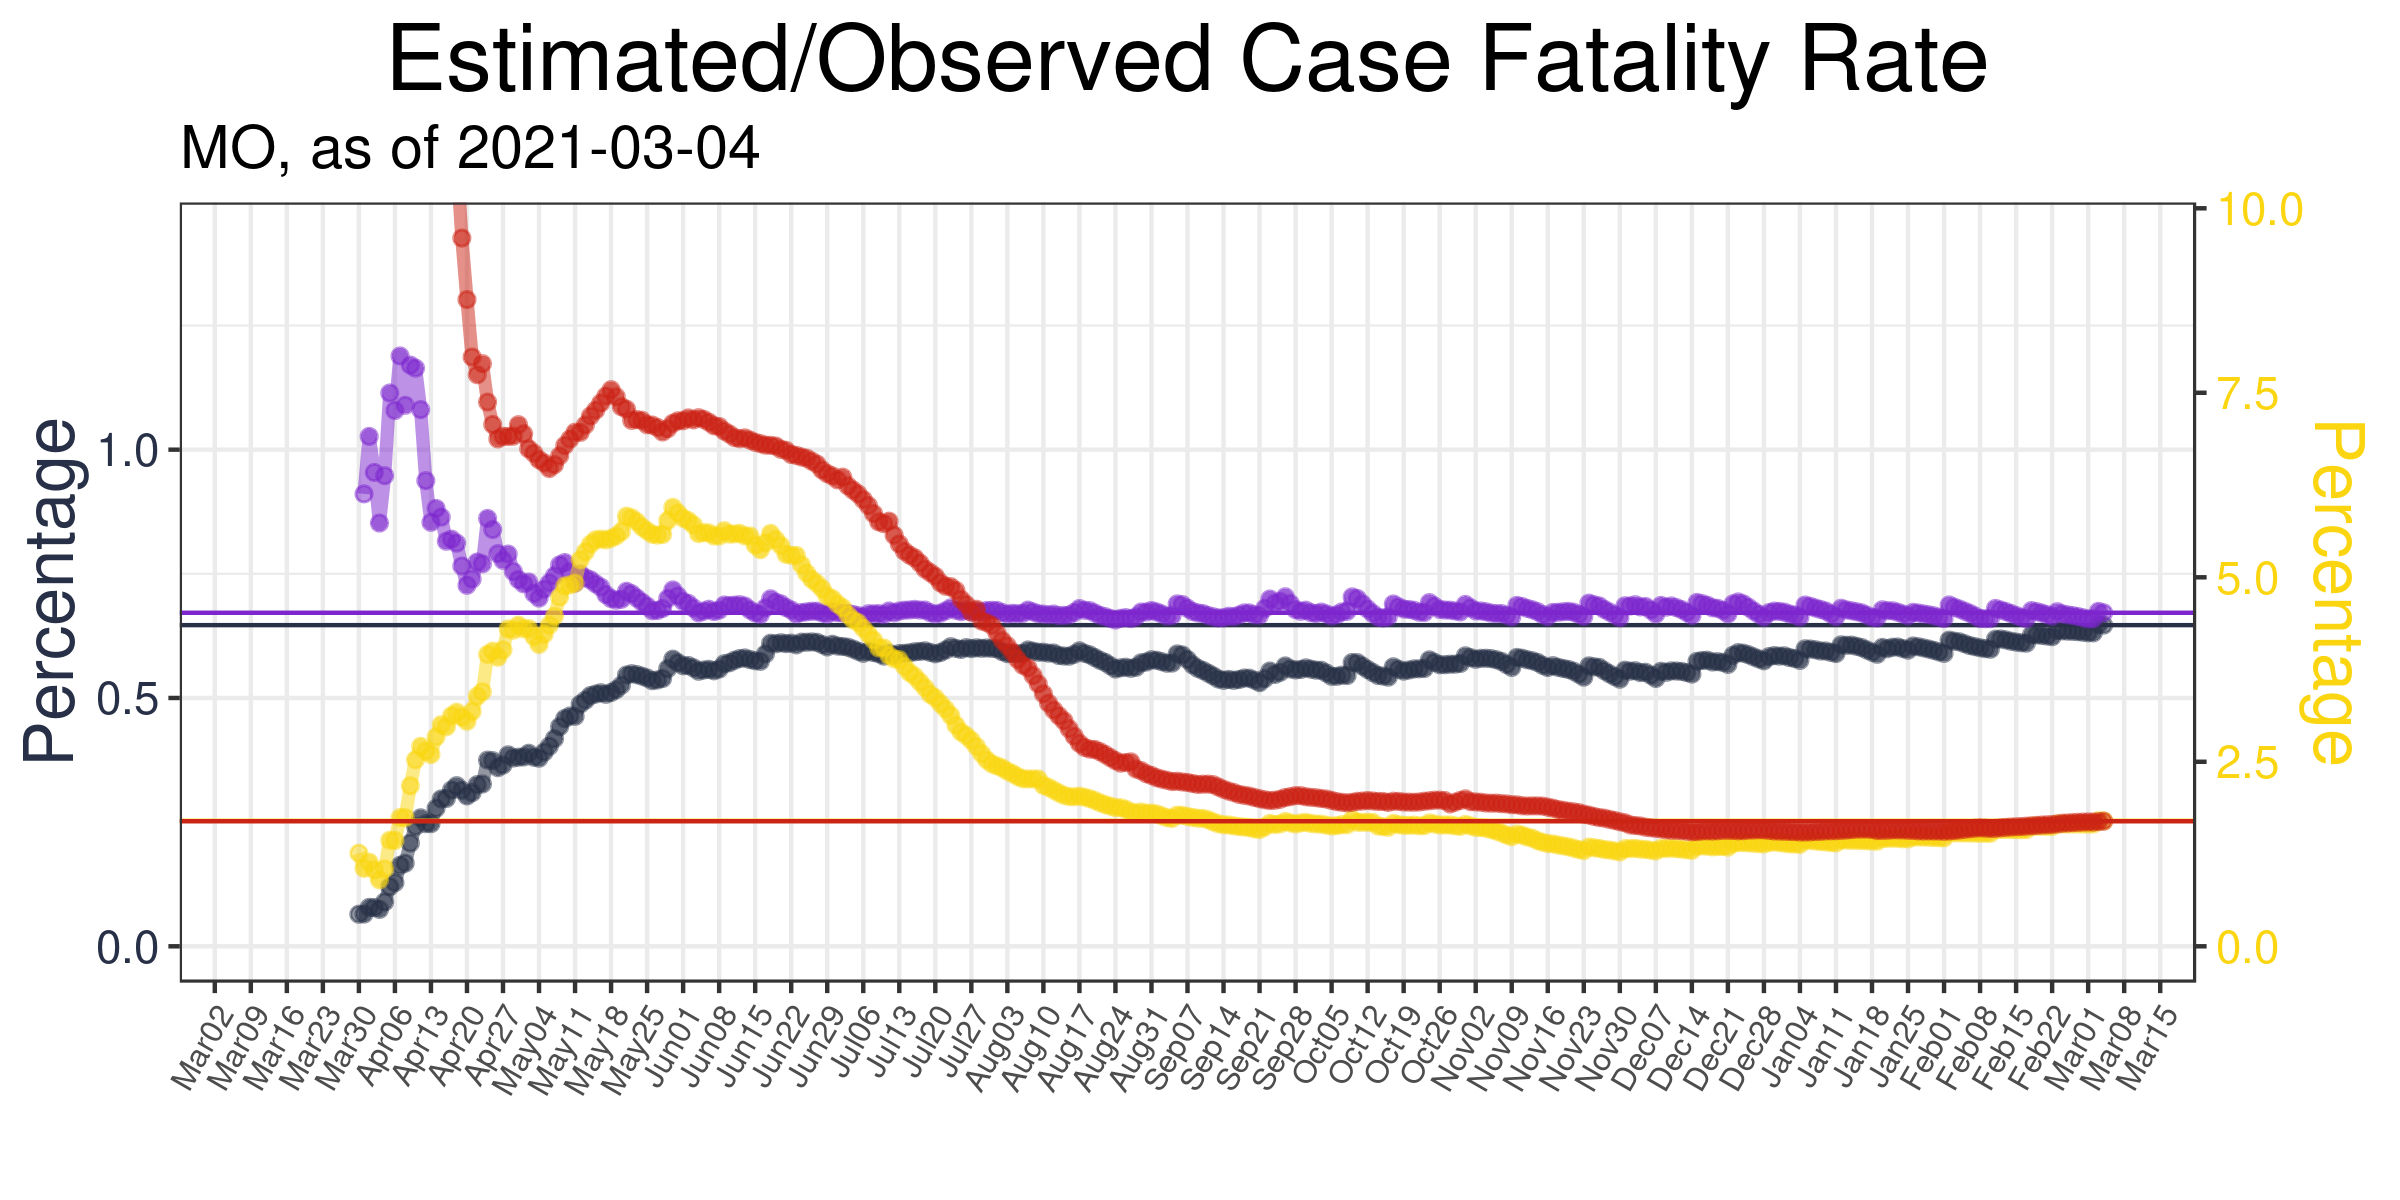 Estimated/Observed Case Fatality Rate
MO, as of 2021-03-04
Percentage
1.0
0.5
0.0
10.0
7.5
5.0
2.5
0.0
Percentage
Mar02
Mar09
Mar16
Mar23
Mar30
Apr06
Apr13
Apr20
Apr27
May04
May11
May18
May25
Jun01
Jun08
Jun15
Jun22
Jun29
Jul06
Jul13
Jul20
Jul27
Aug03
Aug10
Aug17
Aug24
Aug31
Sep07
Sep14
Sep21
Sep28
Oct05
Oct12
Oct19
Oct26
Nov02
Nov09
Nov16
Nov23
Nov30
Dec07
Dec14
Dec21
Dec28
Jan04
Jan11
Jan18
Jan25
Feb01
Feb08
Feb15
Feb22
Mar01
Mar08
Mar15